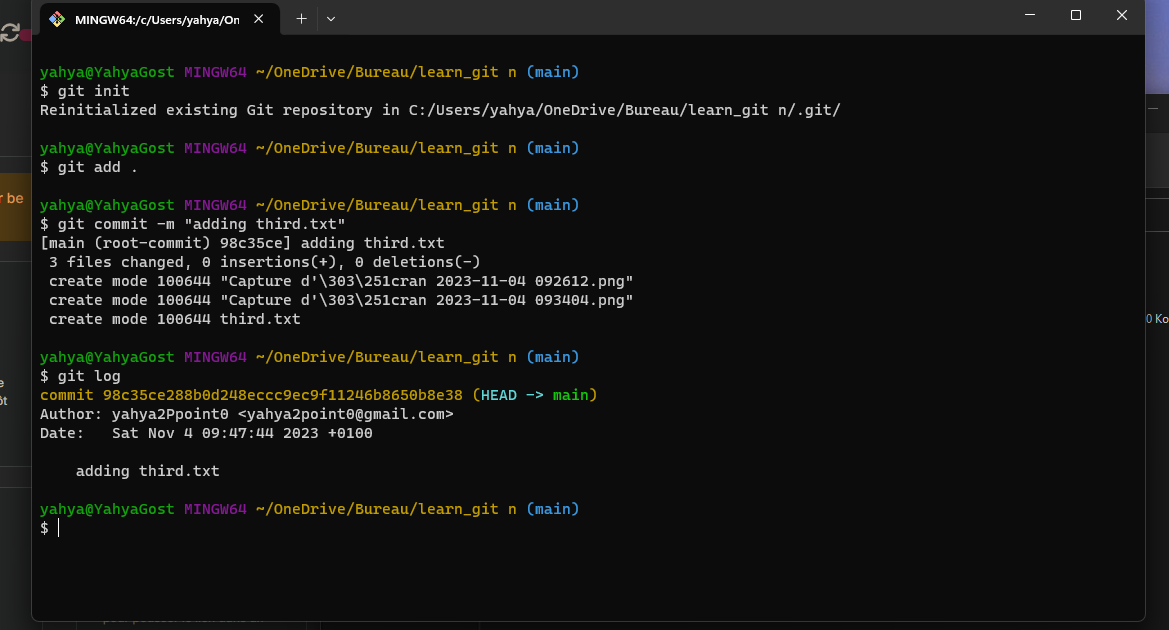 MINGW64:/c/Users/yahya/On
yahya@YahyaGost MINGW64 ~/OneDrive/Bureau/learn_git n (main)
$ git init
Reinitialized existing Git repository in C:/Users/yahya/OneDrive/Bureau/learn_git n/.git/
yahya@YahyaGost MINGW64 ~/OneDrive/Bureau/learn_git n (main)
$ git add .
yahya@YahyaGost MINGW64 ~/OneDrive/Bureau/learn_git n (main)
$ git commit -m "adding third.txt"
[main (root-commit) 98c35ce] adding third.txt
3 files changed, 0 insertions(+), 0 deletions(-)
create mode 100644 "Capture d'\303\251cran 2023-11-04 092612.png"
create mode 100644 "Capture d'\303\251cran 2023-11-04 093404.png"
create mode 100644 third.txt
yahya@YahyaGost MINGW64 ~/OneDrive/Bureau/learn_git n (main)
$ git log
commit 98c35ce288b0d248eccc9ec9f11246b8650b8e38 (HEAD -> main)
Author: yahya2Ppoint0 <yahya2point0@gmail.com>
Date:   Sat Nov 4 09:47:44 2023 +0100
adding third.txt
yahya@YahyaGost MINGW64 ~/OneDrive/Bureau/learn_git n (main)
$
r be
0 Ko